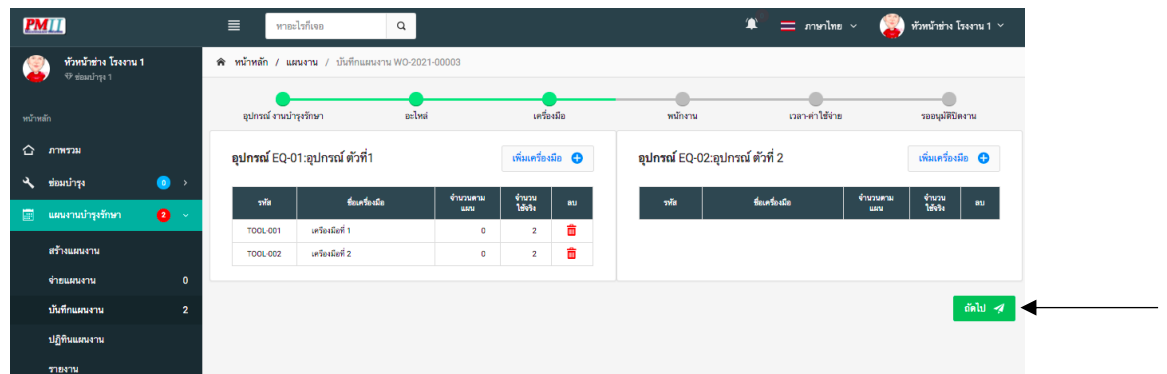 PMII
หาอะไรก็เจอ
ภาษาไทย
หัวหน้าช่าง โรงงาน 1
หัวหน้าช่าง โรงงาน 1
ซ่อมบำรุง 1
หน้าหลัก / แผนงาน / บันทึกแผนงาน WO-2021-00003
หน้าหลัก
ภาพรวม
ซ่อมบำรุง 0
แผนงานบำรุงรักษา 2
สร้างแผนงาน
จ่ายแผนงาน 0
บันทึกแผนงาน 2
ปฏิทินแผนงาน
รายงาน
อุปกรณ์ งานบำรุงรักษา
อะไหล่
เครื่องมือ
พนักงาน
เวลา-ค่าใช้จ่าย
รออนุมัติปิดงาน
อุปกรณ์ EQ-01:อุปกรณ์ ตัวที่1
เพิ่มเครื่องมือ
รหัส ชื่อเครื่องมือ จำนวนตามแผน จำนวนใช้จริง ลบ
TOOL-001 เครื่องมือที่ 1 0 2
TOOL-002 เครื่องมือที่ 2 0 2
อุปกรณ์ EQ-02:อุปกรณ์ ตัวที่ 2
เพิ่มเครื่องมือ
รหัส ชื่อเครื่องมือ จำนวนตามแผน จำนวนใช้จริง ลบ
ถัดไป